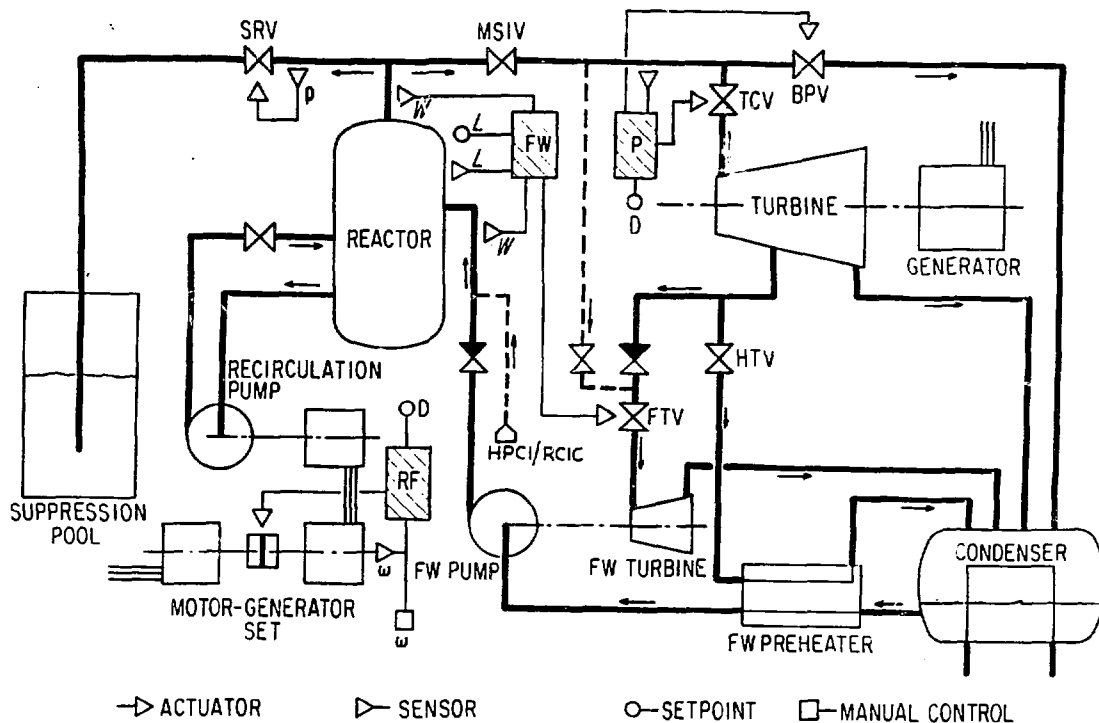 SRV
MSIV
p
W
L
L
FW
W
P
D
TCV
BPV
REACTOR
TURBINE
GENERATOR
RECIRCULATION
PUMP
HTV
FTV
HPCI/RCIC
D
RF
SUPPRESSION
POOL
ω
FW PUMP
FW TURBINE
CONDENSER
MOTOR-GENERATOR
SET
ω
FW PREHEATER
ACTUATOR
SENSOR
SETPOINT
MANUAL CONTROL